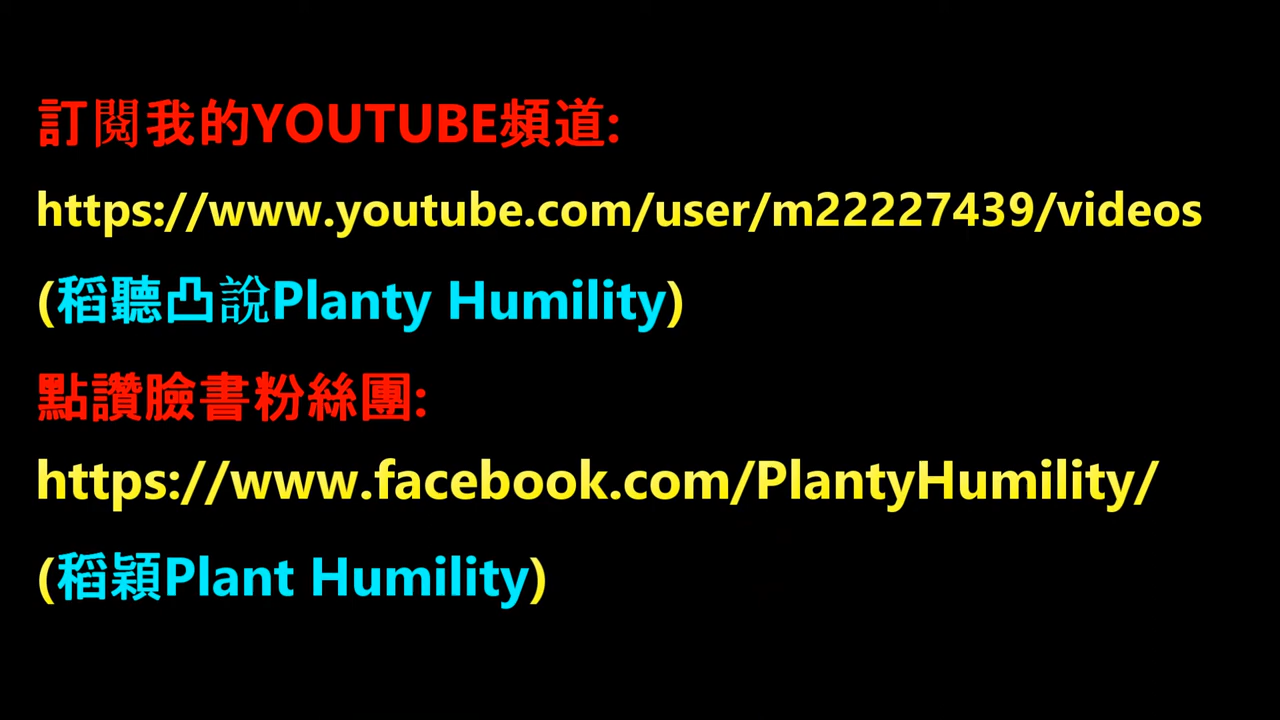 訂閱我的YOUTUBE頻道:
https://www.youtube.com/user/m22227439/videos
(稻聽凸說Planty Humility)
點讚臉書粉絲團:
https://www.facebook.com/PlantyHumility/
(稻穎Plant Humility)